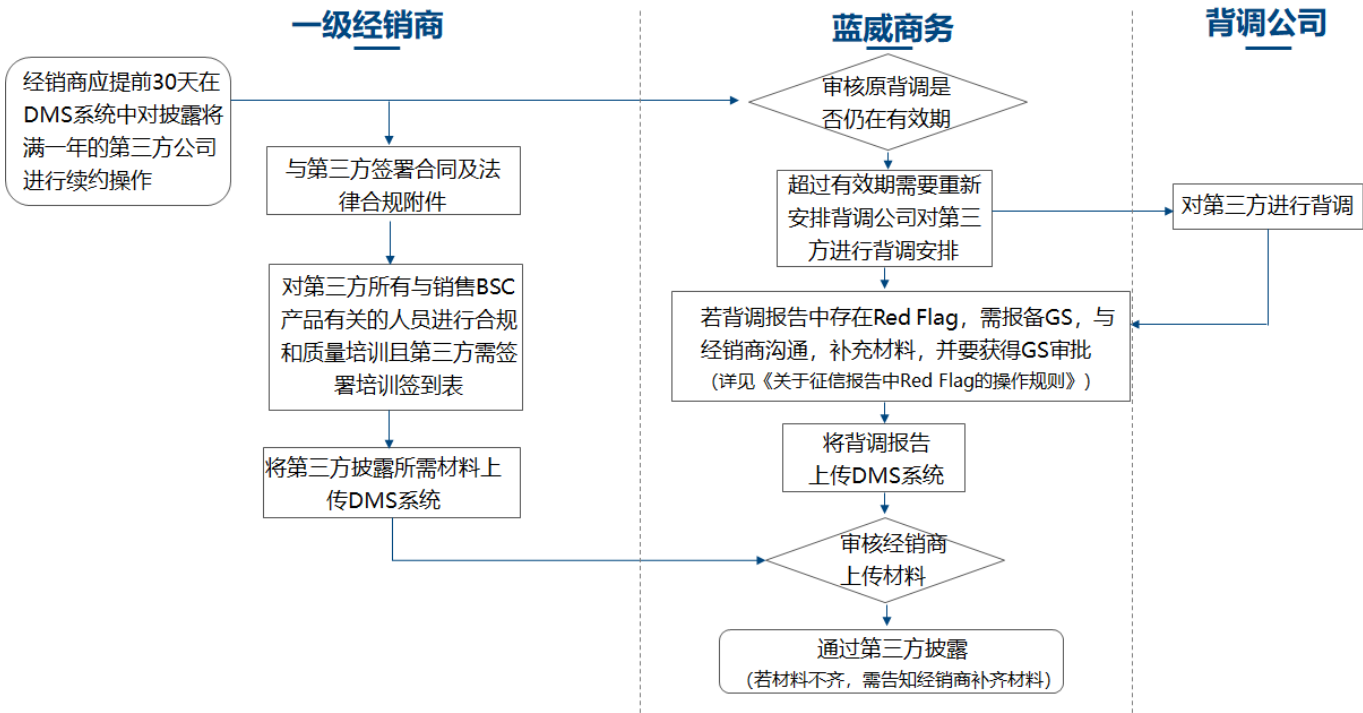 一级经销商
蓝威商务
背调公司
经销商应提前30天在
DMS系统中对披露将
满一年的第三方公司
进行续约操作
与第三方签署合同及法
律合规附件
对第三方所有与销售BSC
产品有关的人员进行合规
和质量培训且第三方需签
署培训签到表
将第三方披露所需材料上
传DMS系统
审核原背调是
否仍在有效期
超过有效期需要重新
安排背调公司对第三
方进行背调安排
对第三方进行背调
若背调报告中存在Red Flag，需报备GS，与
经销商沟通，补充材料，并要获得GS审批
（详见《关于征信报告中Red Flag的操作规则》）
将背调报告
上传DMS系统
审核经销商
上传材料
通过第三方披露
（若材料不齐，需告知经销商补齐材料）